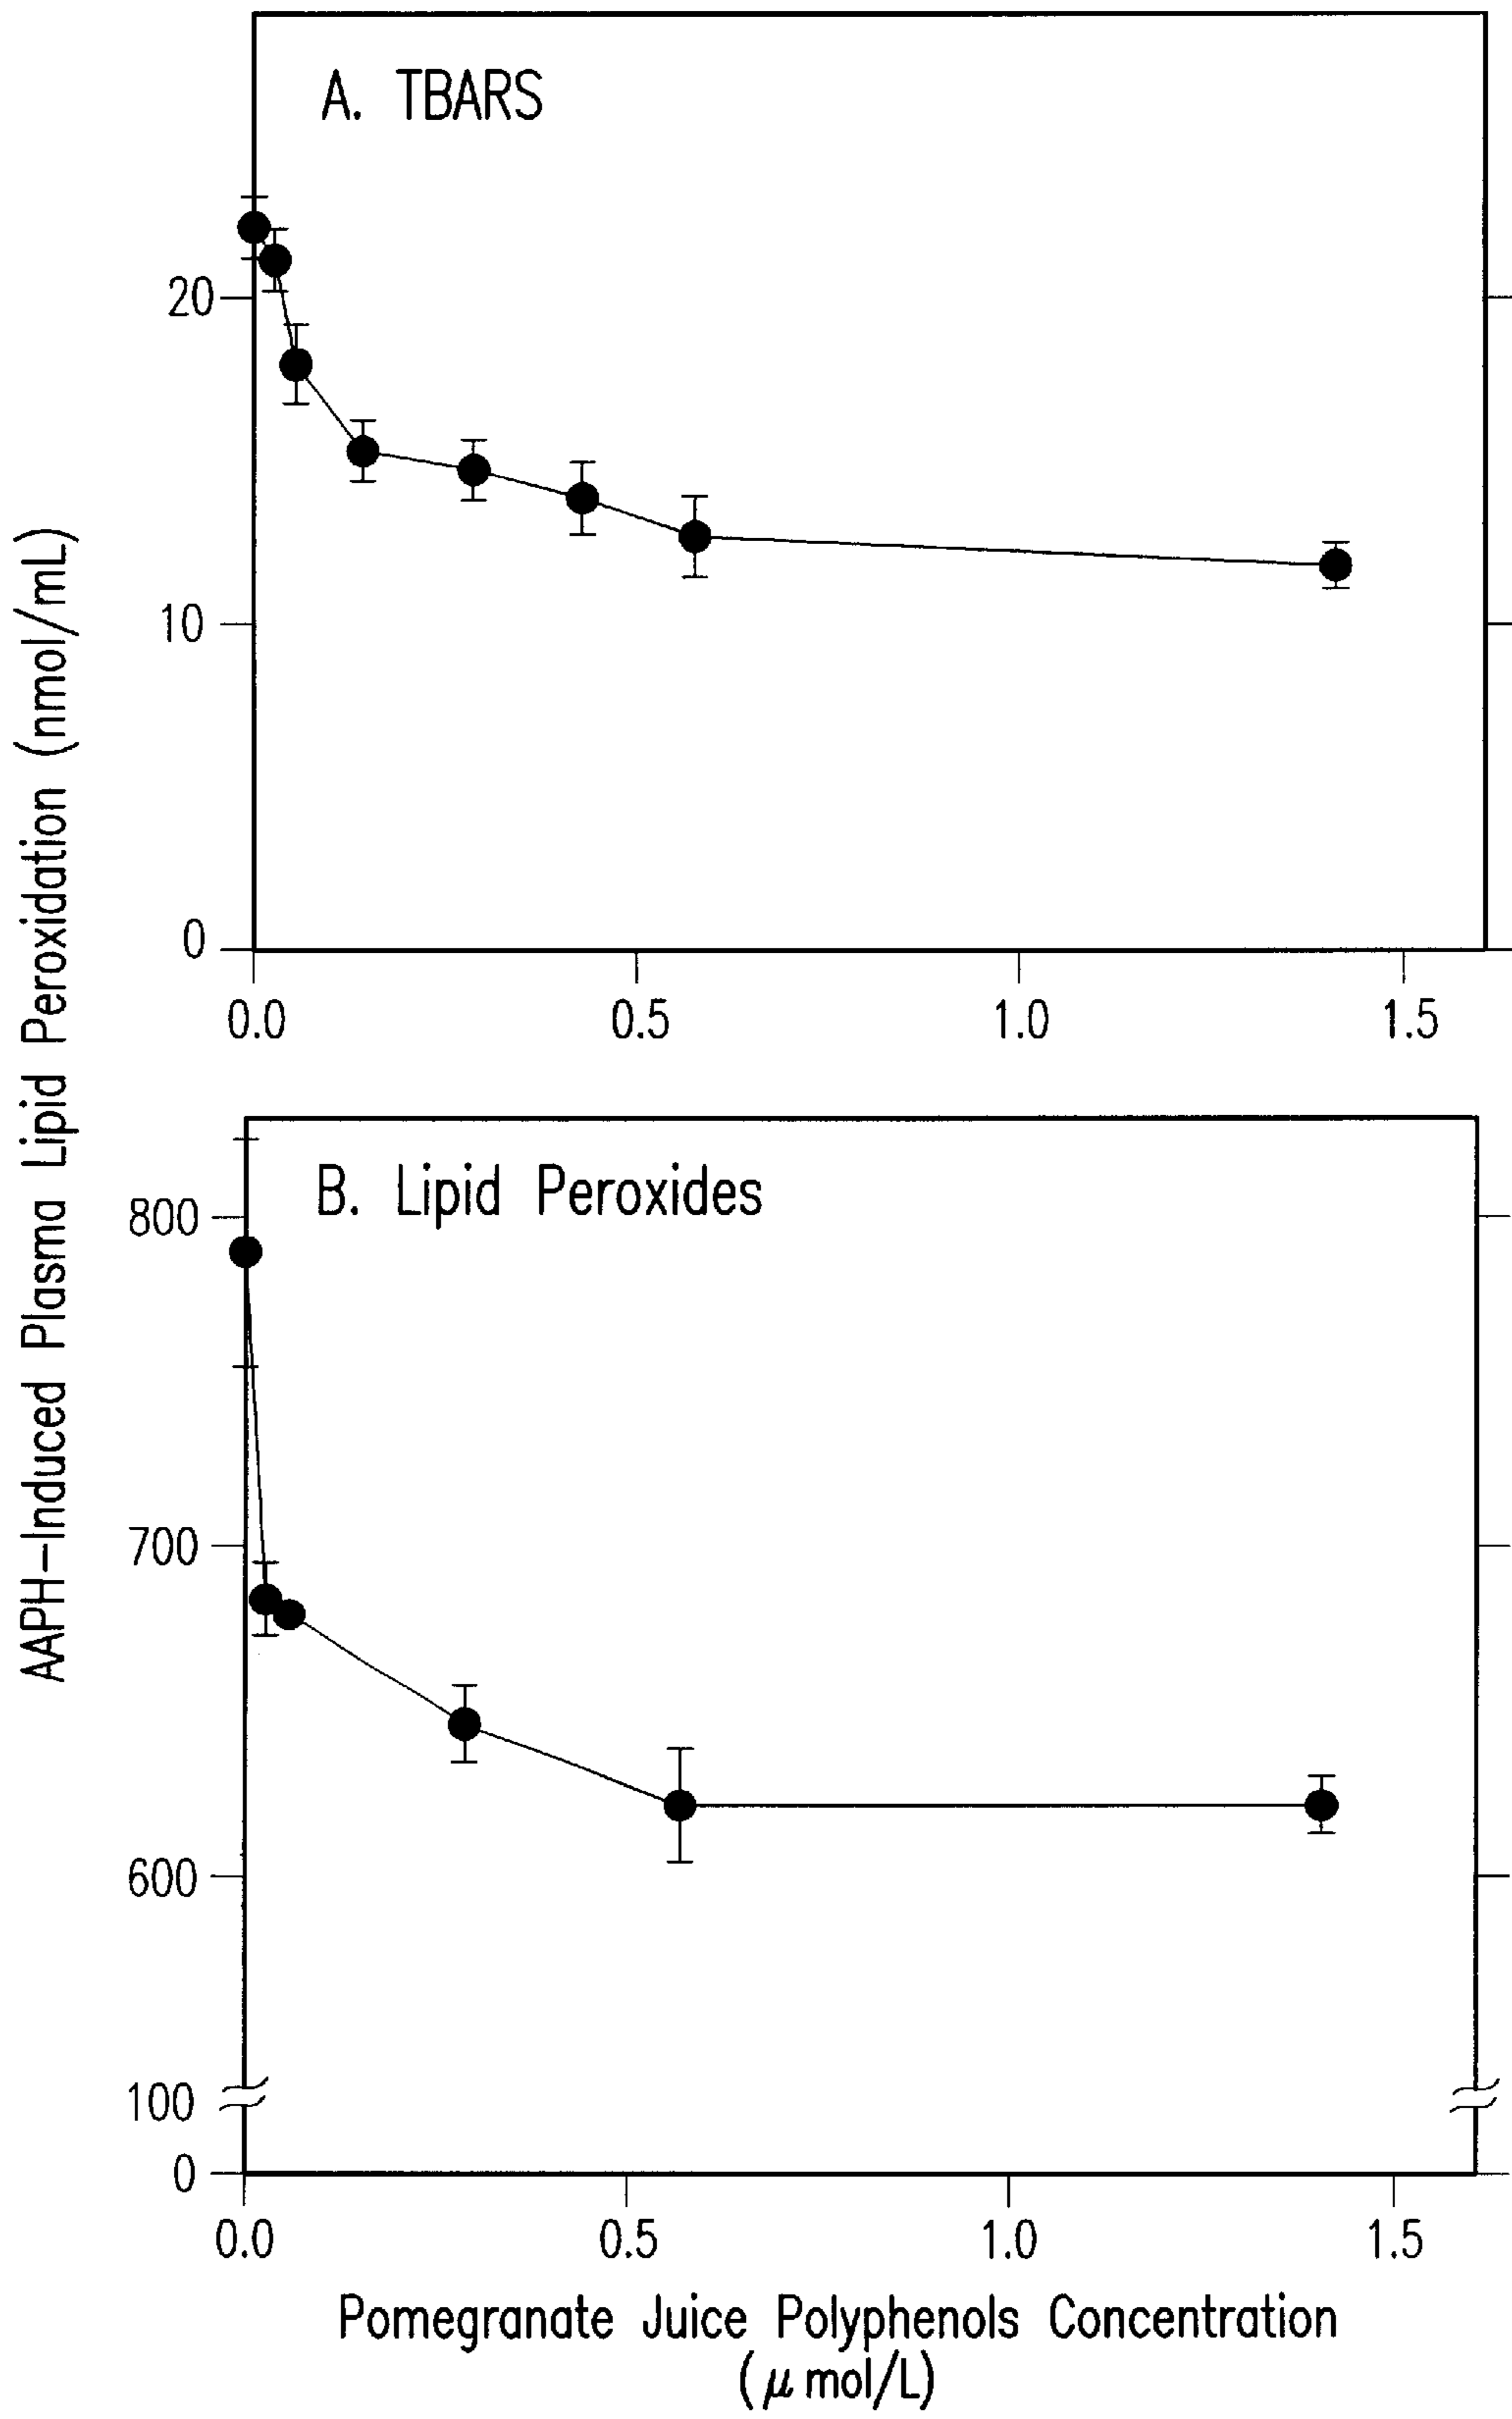 A. TBARS
20
10
0
0.0 0.5 1.0 1.5
AAPH-Induced Plasma Lipid Peroxidation (nmol/mL)
B. Lipid Peroxides
800
700
600
100
0
0.0 0.5 1.0 1.5
Pomegranate Juice Polyphenols Concentration
(μmol/L)